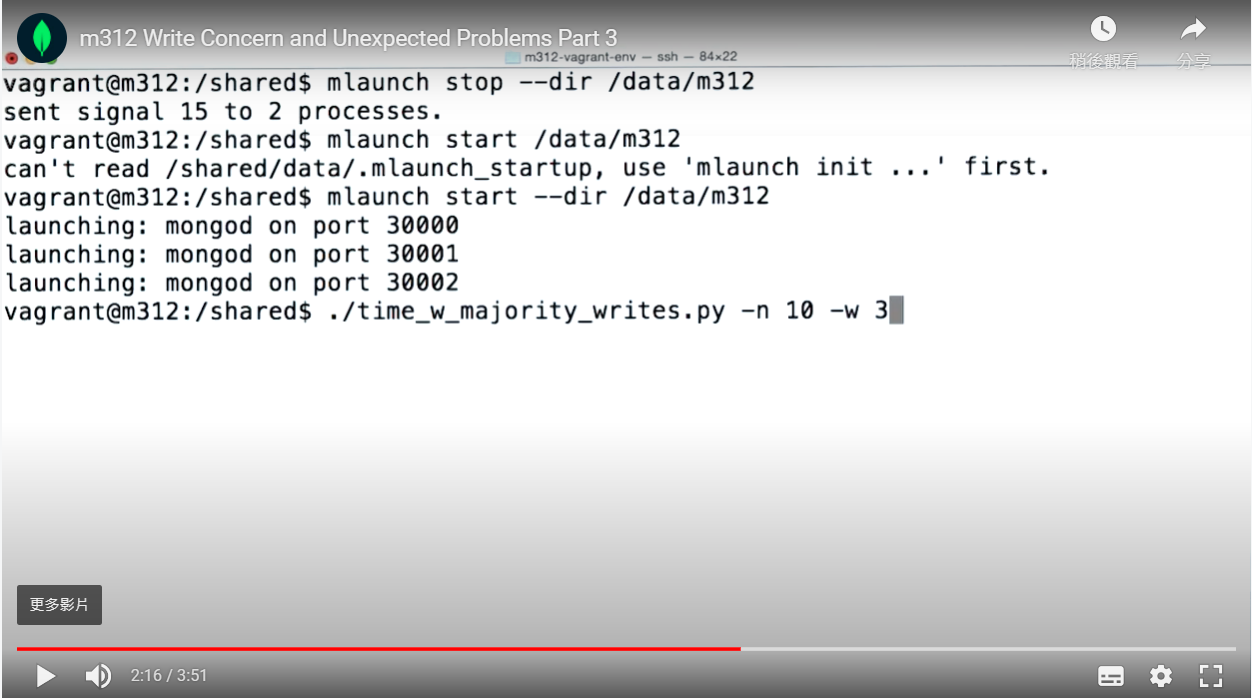 m312 Write Concern and Unexpected Problems Part 3
稍後觀看
分享
m312-vagrant-env — ssh — 84×22
vagrant@m312:/shared$ mlaunch stop --dir /data/m312
sent signal 15 to 2 processes.
vagrant@m312:/shared$ mlaunch start /data/m312
can't read /shared/data/.mlaunch_startup, use 'mlaunch init ...' first.
vagrant@m312:/shared$ mlaunch start --dir /data/m312
launching: mongod on port 30000
launching: mongod on port 30001
launching: mongod on port 30002
vagrant@m312:/shared$ ./time_w_majority_writes.py -n 10 -w 3
更多影片
2:16 / 3:51